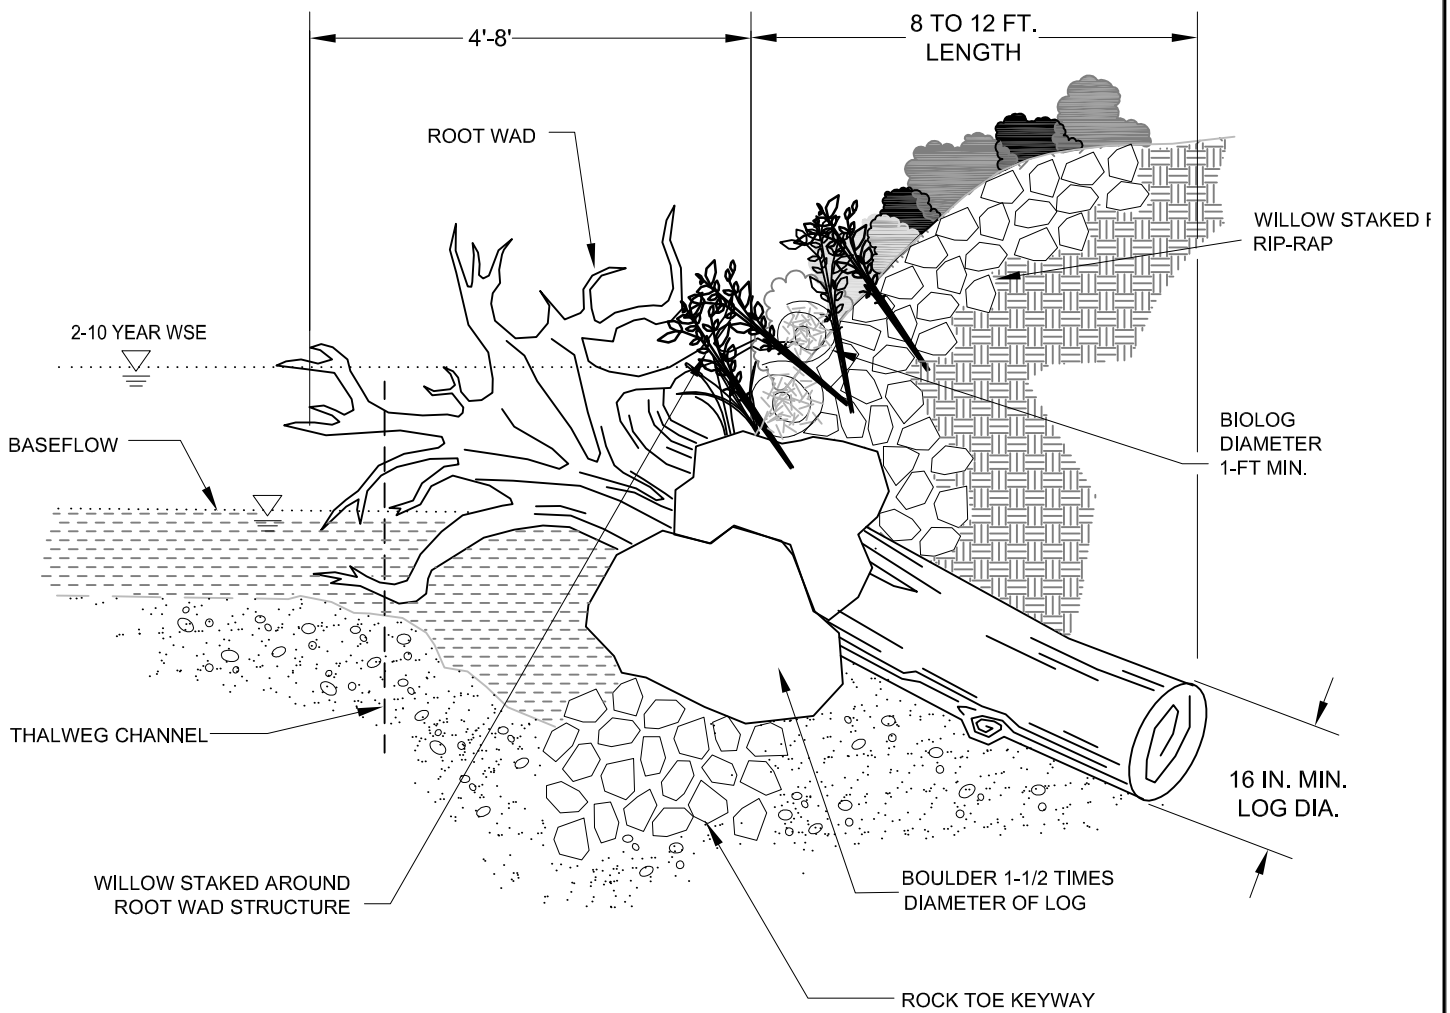 8 TO 12 FT.
LENGTH
4'-8'
ROOT WAD
WILLOW STAKED
RIP-RAP
2-10 YEAR WSE
BASEFLOW
BIOLOG
DIAMETER
1-FT MIN.
THALWEG CHANNEL
16 IN. MIN.
LOG DIA.
WILLOW STAKED AROUND
ROOT WAD STRUCTURE
BOULDER 1-1/2 TIMES
DIAMETER OF LOG
ROCK TOE KEYWAY